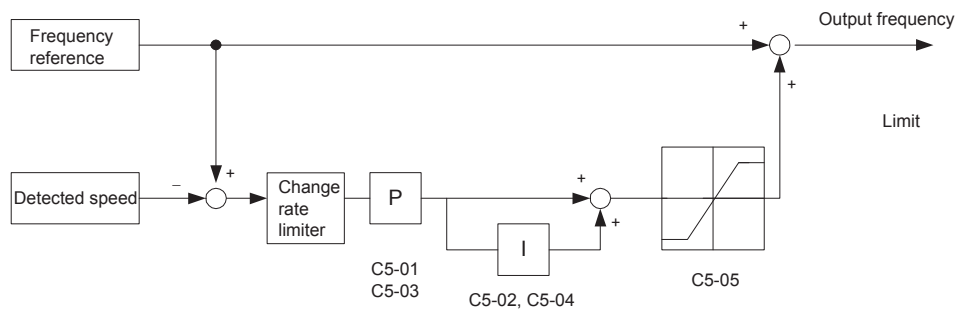 Frequency
reference
+
Output frequency
+
Limit
Detected speed
–
+
Change
rate
limiter
P
+
+
I
C5-01
C5-03
C5-02, C5-04
C5-05